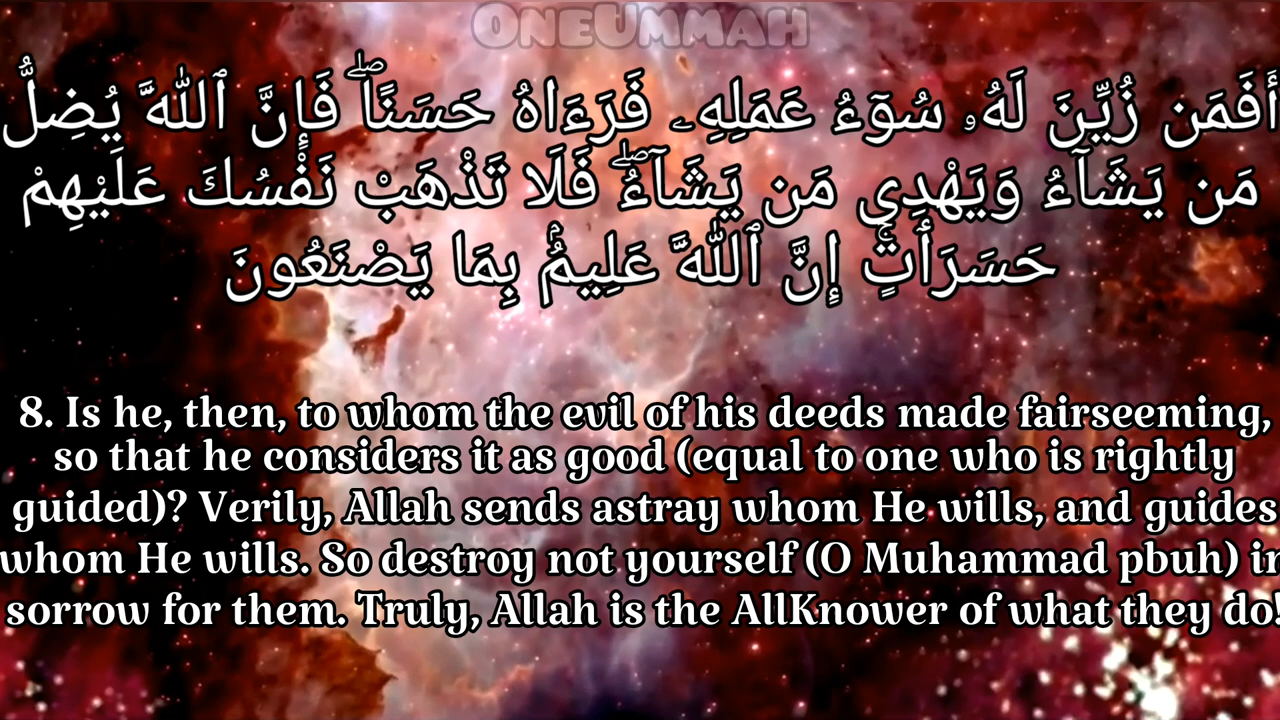 OneUmmah
أَفَمَن زُيِّنَ لَهُۥ سُوٓءُ عَمَلِهِۦ فَرَءَاهُ حَسَنًاۖ فَإِنَّ ٱللَّهَ يُضِلُّ
مَن يَشَآءُ وَيَهْدِي مَن يَشَآءُۖ فَلَا تَذْهَبْ نَفْسُكَ عَلَيْهِمْ
حَسَرَٰتٍۚ إِنَّ ٱللَّهَ عَلِيمُۢ بِمَا يَصْنَعُونَ
8. Is he, then, to whom the evil of his deeds made fairseeming,
so that he considers it as good (equal to one who is rightly
guided)? Verily, Allah sends astray whom He wills, and guides
whom He wills. So destroy not yourself (O Muhammad pbuh) in
sorrow for them. Truly, Allah is the AllKnower of what they do!